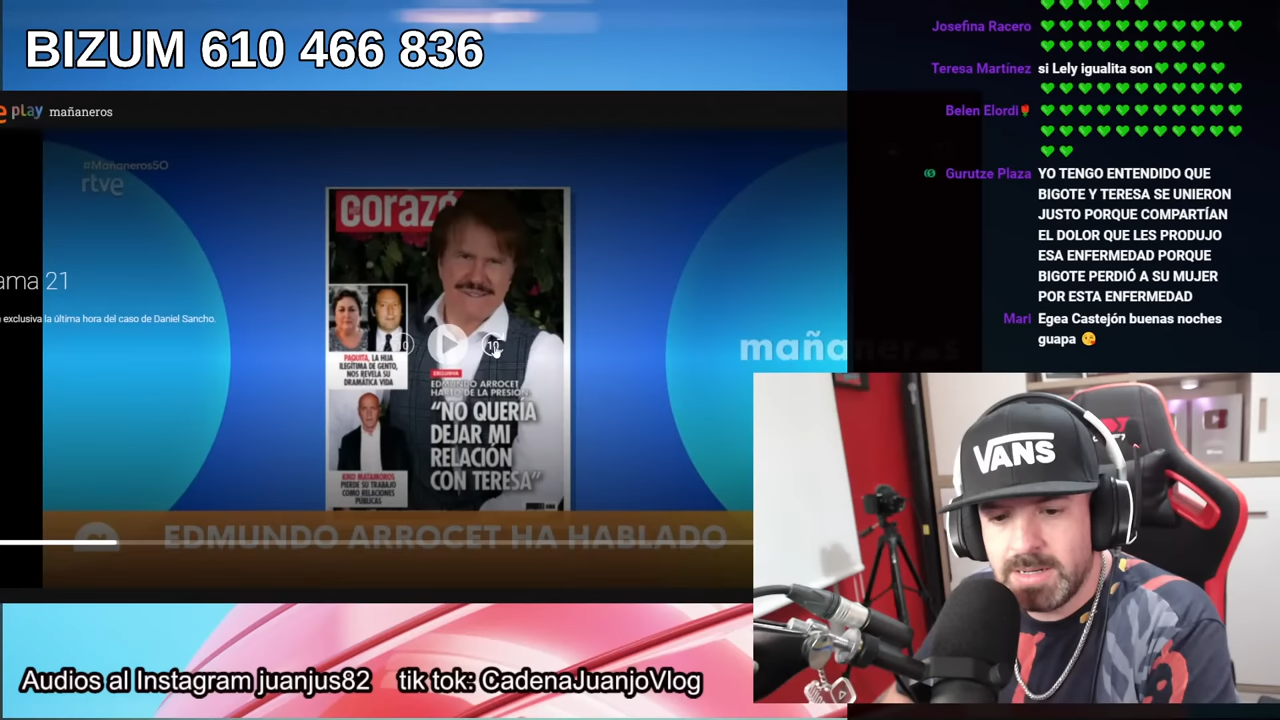 BIZUM 610 466 836
play mañaneros
#Mañaneros5O
rtve
corazó
ama 21
exclusiva la última hora del caso de Daniel Sancho.
PAQUITA, LA HIJA
ILEGÍTIMA DE GENTO,
NOS REVELA SU
DRAMÁTICA VIDA
KIKO MATAMOROS
PIERDE SU TRABAJO
COMO RELACIONES
PÚBLICAS
10
EXCLUSIVA
EDMUNDO ARROCET,
HARTO DE LA PRESIÓN
“NO QUERÍA
DEJAR MI
RELACIÓN
CON TERESA”
mañaneros
EDMUNDO ARROCET HA HABLADO
Audios al Instagram juanjus82 tik tok: CadenaJuanjoVlog
Josefina Racero
Teresa Martínez si Lely igualita son
Belen Elordi
Gurutze Plaza YO TENGO ENTENDIDO QUE
BIGOTE Y TERESA SE UNIERON
JUSTO PORQUE COMPARTÍAN
EL DOLOR QUE LES PRODUJO
ESA ENFERMEDAD PORQUE
BIGOTE PERDIÓ A SU MUJER
POR ESTA ENFERMEDAD
Mari Egea Castejón buenas noches
guapa 😘
VANS